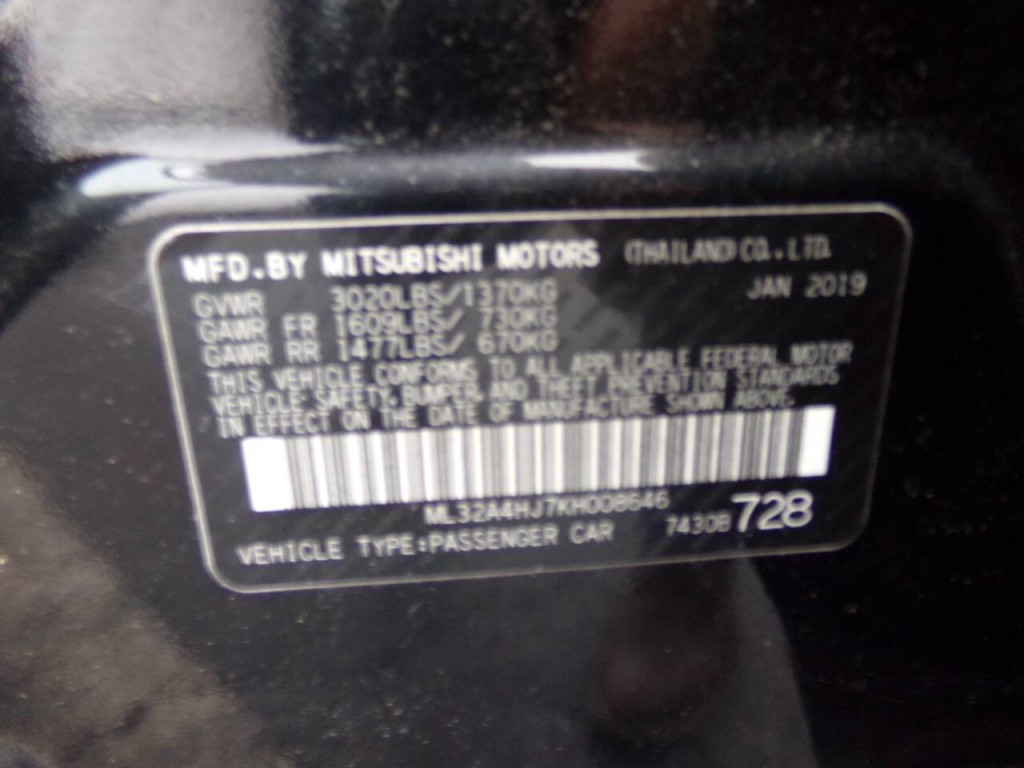 MFD.BY MITSUBISHI MOTORS (THAILAND)CO.,LTD.
GVWR 3020LBS/1370KG JAN 2019
GAWR FR 1609LBS/ 730KG
GAWR RR 1477LBS/ 670KG
THIS VEHICLE CONFORMS TO ALL APPLICABLE FEDERAL MOTOR
VEHICLE SAFETY,BUMPER,AND THEFT PREVENTION STANDARDS
IN EFFECT ON THE DATE OF MANUFACTURE SHOWN ABOVE.
ML32A4HJ7KH008646
VEHICLE TYPE:PASSENGER CAR 7430B 728